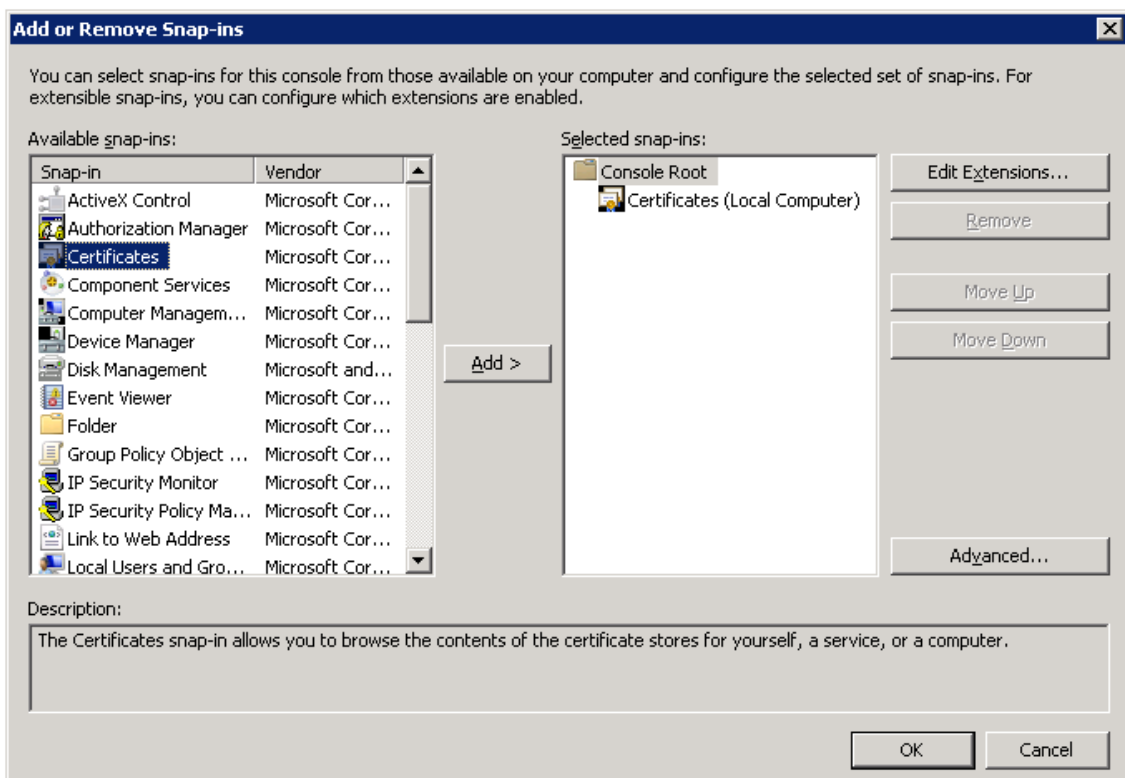 Add or Remove Snap-ins
You can select snap-ins for this console from those available on your computer and configure the selected set of snap-ins. For
extensible snap-ins, you can configure which extensions are enabled.
Available snap-ins:
Snap-in Vendor
ActiveX Control Microsoft Cor...
Authorization Manager Microsoft Cor...
Certificates Microsoft Cor...
Component Services Microsoft Cor...
Computer Managem... Microsoft Cor...
Device Manager Microsoft Cor...
Disk Management Microsoft and...
Event Viewer Microsoft Cor...
Folder Microsoft Cor...
Group Policy Object ... Microsoft Cor...
IP Security Monitor Microsoft Cor...
IP Security Policy Ma... Microsoft Cor...
Link to Web Address Microsoft Cor...
Local Users and Gro... Microsoft Cor...
Add >
Selected snap-ins:
Console Root
Certificates (Local Computer)
Edit Extensions...
Remove
Move Up
Move Down
Advanced...
Description:
The Certificates snap-in allows you to browse the contents of the certificate stores for yourself, a service, or a computer.
OK
Cancel